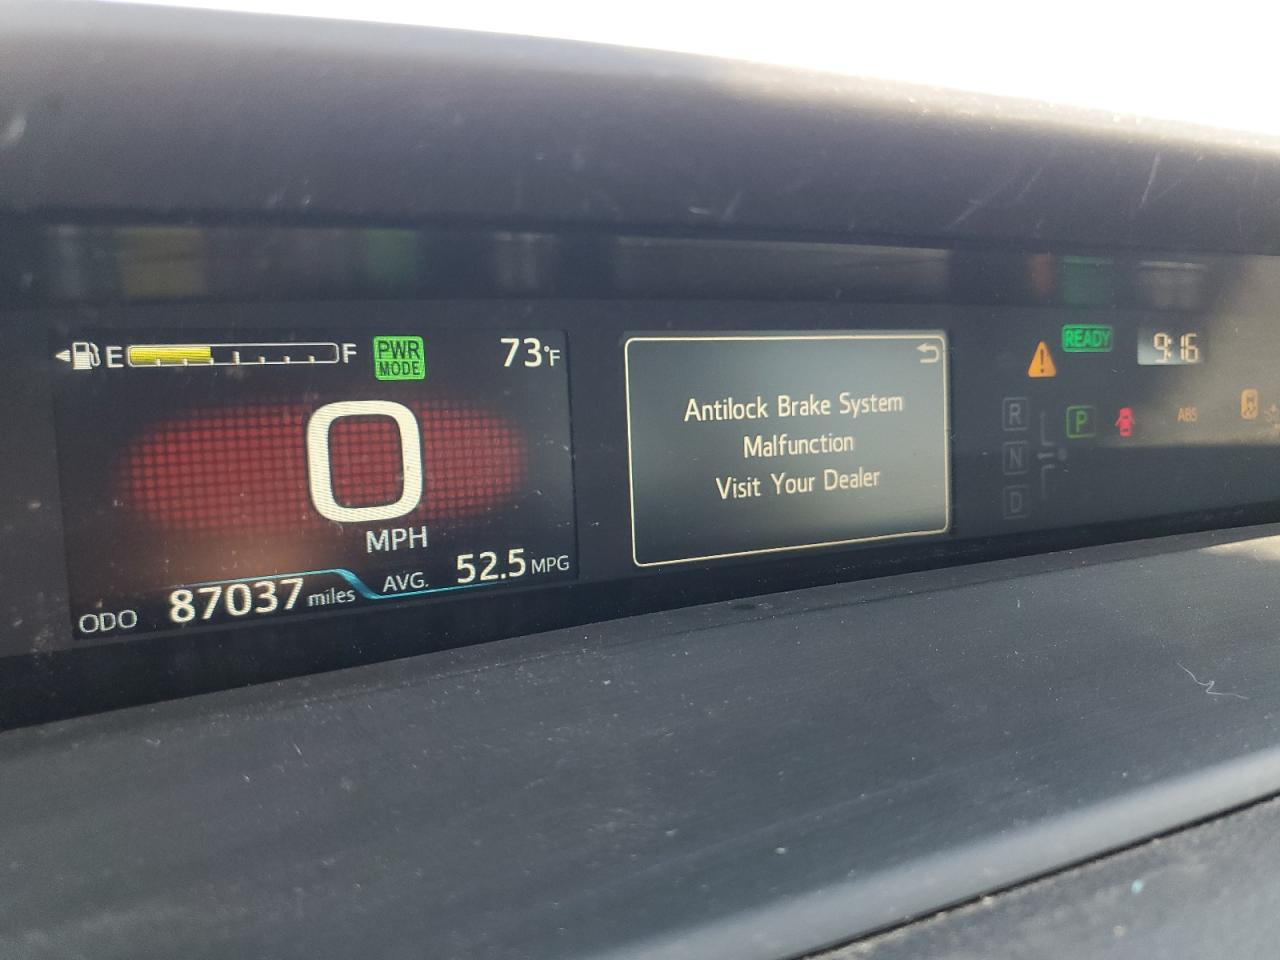 E F
PWR
MODE
73°F
0
MPH
ODO 87037 miles
AVG. 52.5 MPG
Antilock Brake System
Malfunction
Visit Your Dealer
READY
9:16
R
N
D
P
ABS